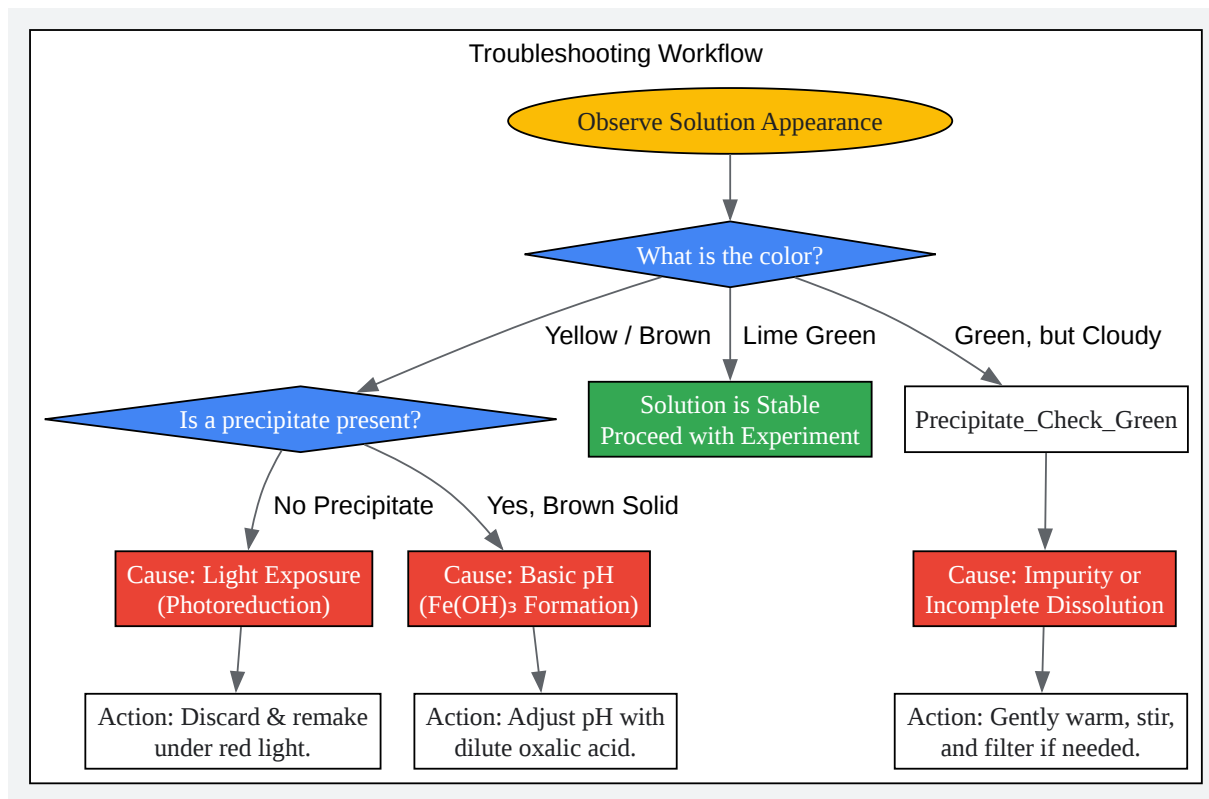 Troubleshooting Workflow
Observe Solution Appearance
What is the color?
Yellow / Brown
Lime Green
Green, but Cloudy
Is a precipitate present?
Solution is Stable
Proceed with Experiment
Precipitate_Check_Green
No Precipitate
Yes, Brown Solid
Cause: Light Exposure
(Photoreduction)
Cause: Basic pH
(Fe(OH)₃ Formation)
Cause: Impurity or
Incomplete Dissolution
Action: Discard & remake
under red light.
Action: Adjust pH with
dilute oxalic acid.
Action: Gently warm, stir,
and filter if needed.